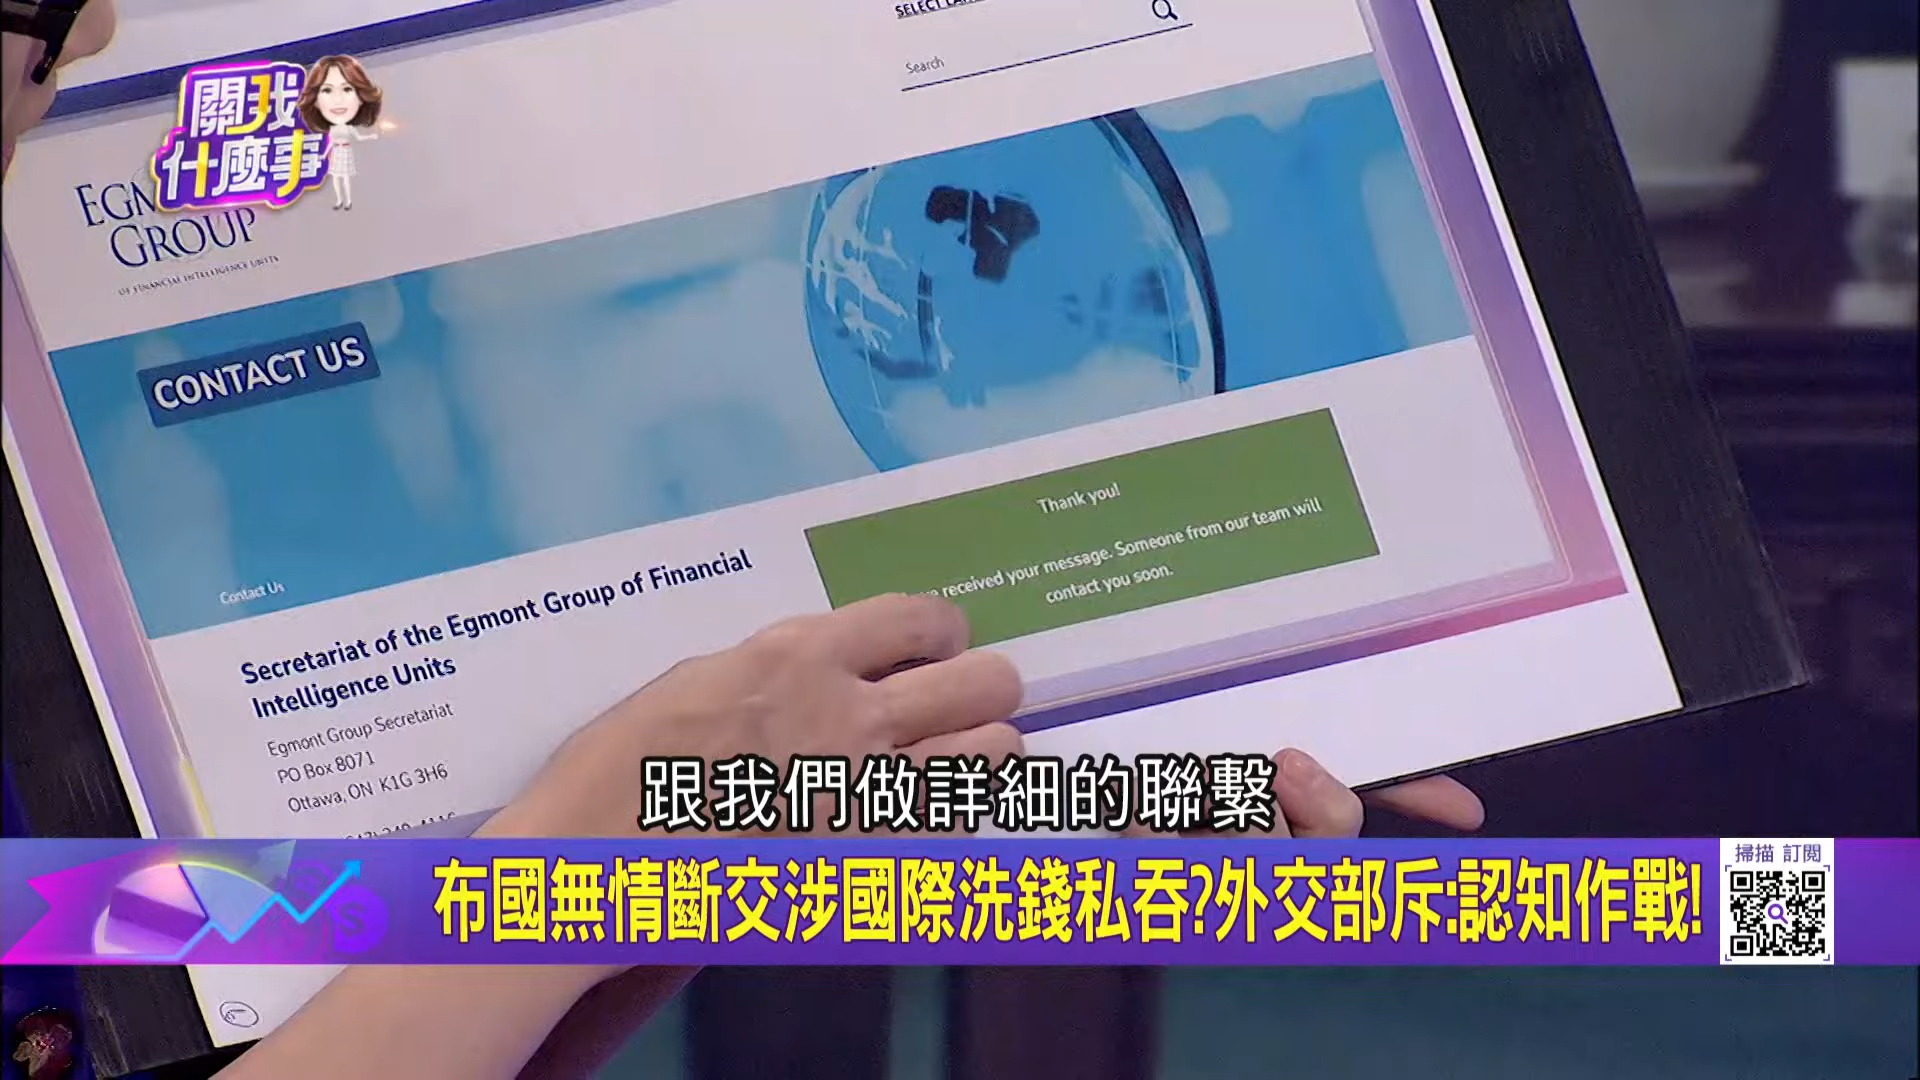 Search
關我
什麼事
GROUP
OF FINANCIAL INTELLIGENCE UNITS
CONTACT US
Contact Us
Thank you!
received your message. Someone from our team will
contact you soon.
Secretariat of the Egmont Group of Financial
Intelligence Units
Egmont Group Secretariat
PO Box 8071
Ottawa, ON K1G 3H6
跟我們做詳細的聯繫
布國無情斷交涉國際洗錢私吞?外交部斥:認知作戰!
掃描 訂閱